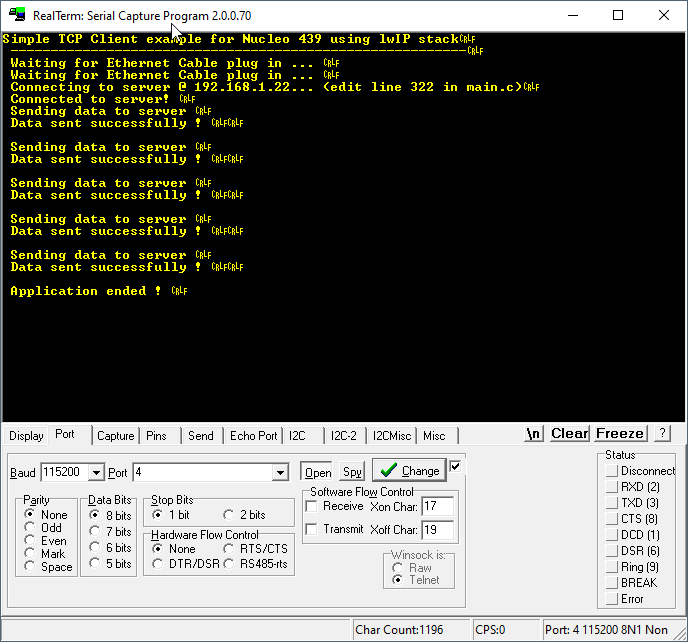 RealTerm: Serial Capture Program 2.0.0.70
Simple TCP Client example for Nucleo 439 using lwIP stackCRLF
---------------------------------------------------------CRLF
Waiting for Ethernet Cable plug in ... CRLF
Waiting for Ethernet Cable plug in ... CRLF
Connecting to server @ 192.168.1.22... (edit line 322 in main.c)CRLF
Connected to server! CRLF
Sending data to server CRLF
Data sent successfully ! CRLFCRLF
Sending data to server CRLF
Data sent successfully ! CRLFCRLF
Sending data to server CRLF
Data sent successfully ! CRLFCRLF
Sending data to server CRLF
Data sent successfully ! CRLFCRLF
Sending data to server CRLF
Data sent successfully ! CRLFCRLF
Application ended ! CRLF
Display Port Capture Pins Send Echo Port I2C I2C-2 I2CMisc Misc \n Clear Freeze ?
Baud 115200 Port 4 Open Spy Change
Parity
None
Odd
Even
Mark
Space
Data Bits
8 bits
7 bits
6 bits
5 bits
Stop Bits
1 bit 2 bits
Hardware Flow Control
None RTS/CTS
DTR/DSR RS485-rts
Software Flow Control
Receive Xon Char: 17
Transmit Xoff Char: 19
Winsock is:
Raw
Telnet
Status
Disconnect
RXD (2)
TXD (3)
CTS (8)
DCD (1)
DSR (6)
Ring (9)
BREAK
Error
Char Count:1196 CPS:0 Port: 4 115200 8N1 Non